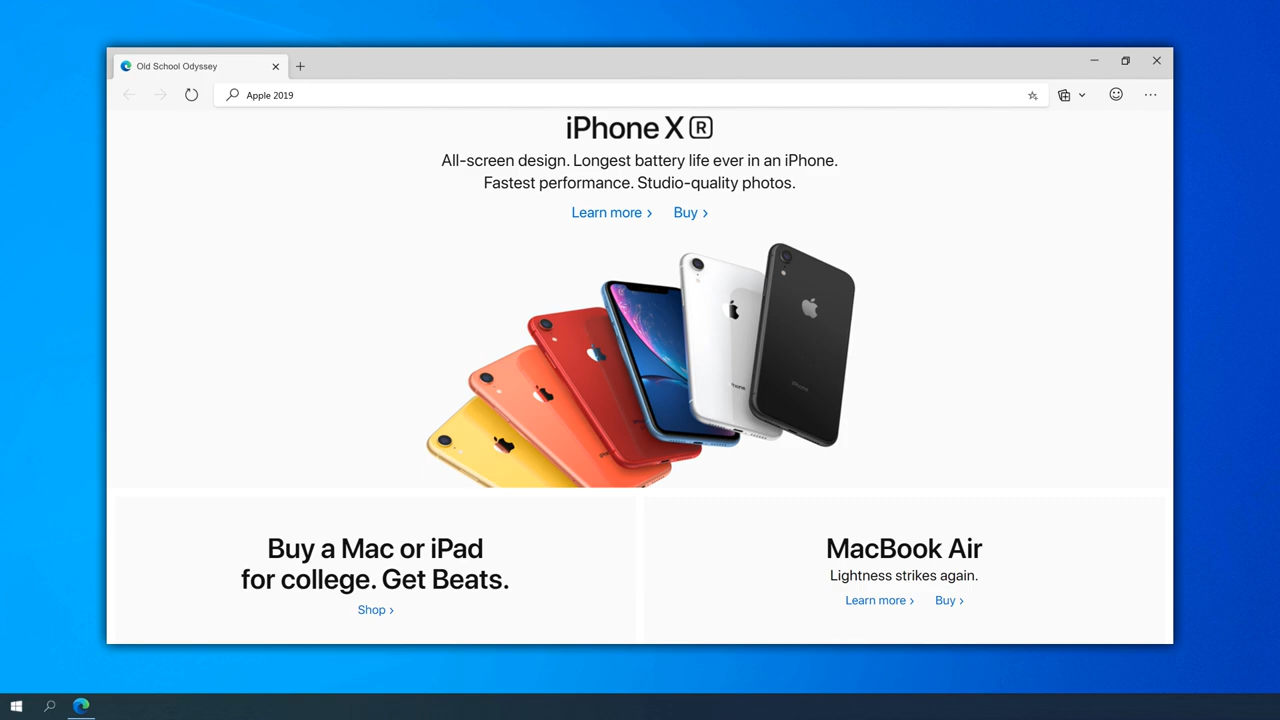 Old School Odyssey
Apple 2019
iPhone XR
All-screen design. Longest battery life ever in an iPhone.
Fastest performance. Studio-quality photos.
Learn more > Buy >
Buy a Mac or iPad
for college. Get Beats.
Shop >
MacBook Air
Lightness strikes again.
Learn more > Buy >